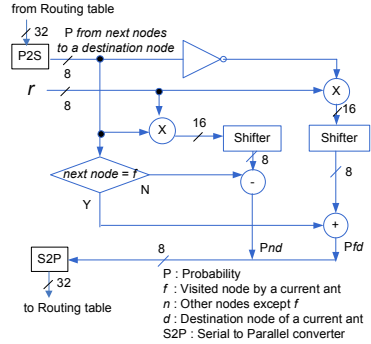 from Routing table
32
P from next nodes
to a destination node
P2S
8
r
8
X
16
X
16
Shifter
Shifter
8
8
next node = f
N
-
Y
+
Pnd
Pfd
8
S2P
32
to Routing table
P : Probability
f : Visited node by a current ant
n : Other nodes except f
d : Destination node of a current ant
S2P : Serial to Parallel converter